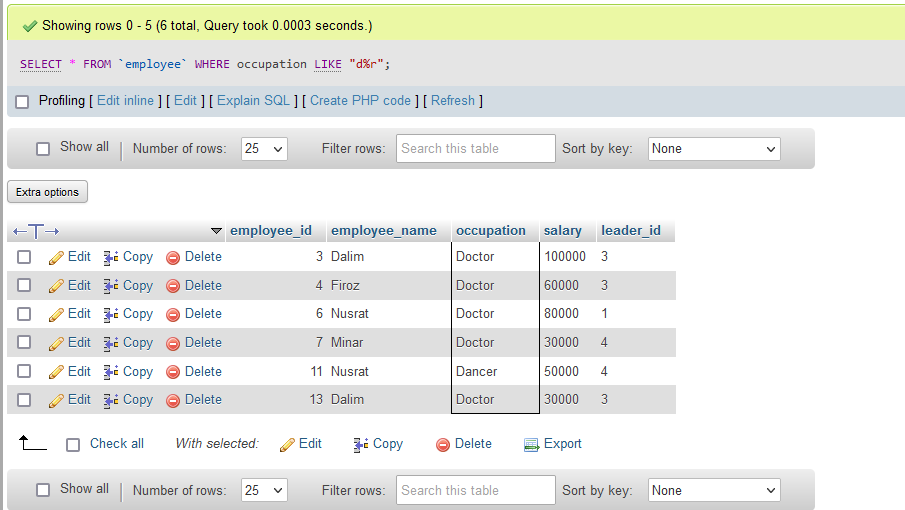 Showing rows 0 - 5 (6 total, Query took 0.0003 seconds.)
SELECT * FROM `employee` WHERE occupation LIKE "d%r";
Profiling [ Edit inline ] [ Edit ] [ Explain SQL ] [ Create PHP code ] [ Refresh ]
Show all Number of rows: 25 Filter rows: Search this table Sort by key: None
Extra options
←T→ employee_id employee_name occupation salary leader_id
Edit Copy Delete 3 Dalim Doctor 100000 3
Edit Copy Delete 4 Firoz Doctor 60000 3
Edit Copy Delete 6 Nusrat Doctor 80000 1
Edit Copy Delete 7 Minar Doctor 30000 4
Edit Copy Delete 11 Nusrat Dancer 50000 4
Edit Copy Delete 13 Dalim Doctor 30000 3
Check all With selected: Edit Copy Delete Export
Show all Number of rows: 25 Filter rows: Search this table Sort by key: None